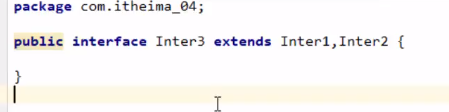 package com.itheima_04;
public interface Inter3 extends Inter1,Inter2 {
}